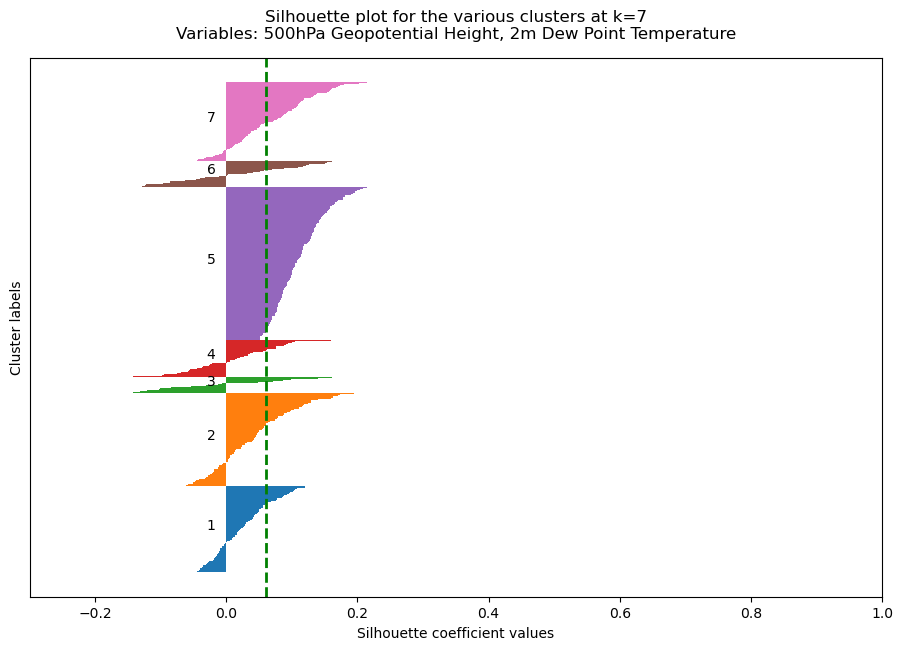 Silhouette plot for the various clusters at k=7
Variables: 500hPa Geopotential Height, 2m Dew Point Temperature
Cluster labels
7
6
5
4
3
2
1
−0.2 0.0 0.2 0.4 0.6 0.8 1.0
Silhouette coefficient values